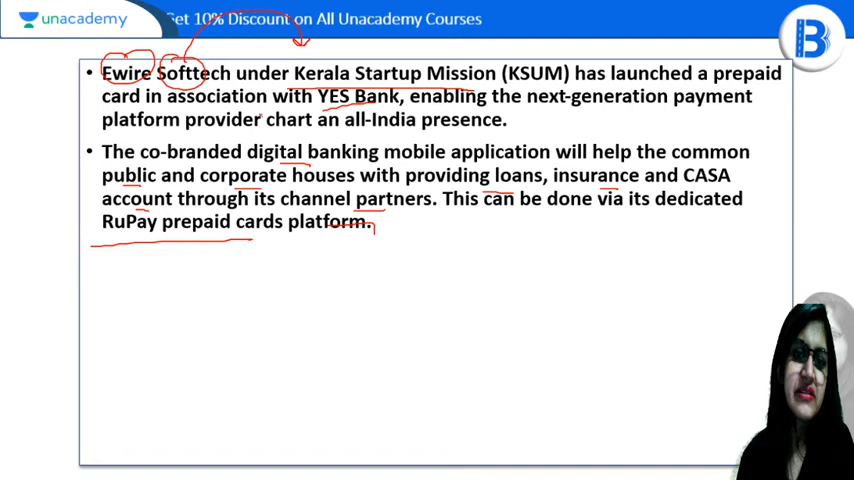 unacademy
Get 10% Discount on All Unacademy Courses
B
• Ewire Softtech under Kerala Startup Mission (KSUM) has launched a prepaid
card in association with YES Bank, enabling the next-generation payment
platform provider chart an all-India presence.
• The co-branded digital banking mobile application will help the common
public and corporate houses with providing loans, insurance and CASA
account through its channel partners. This can be done via its dedicated
RuPay prepaid cards platform.